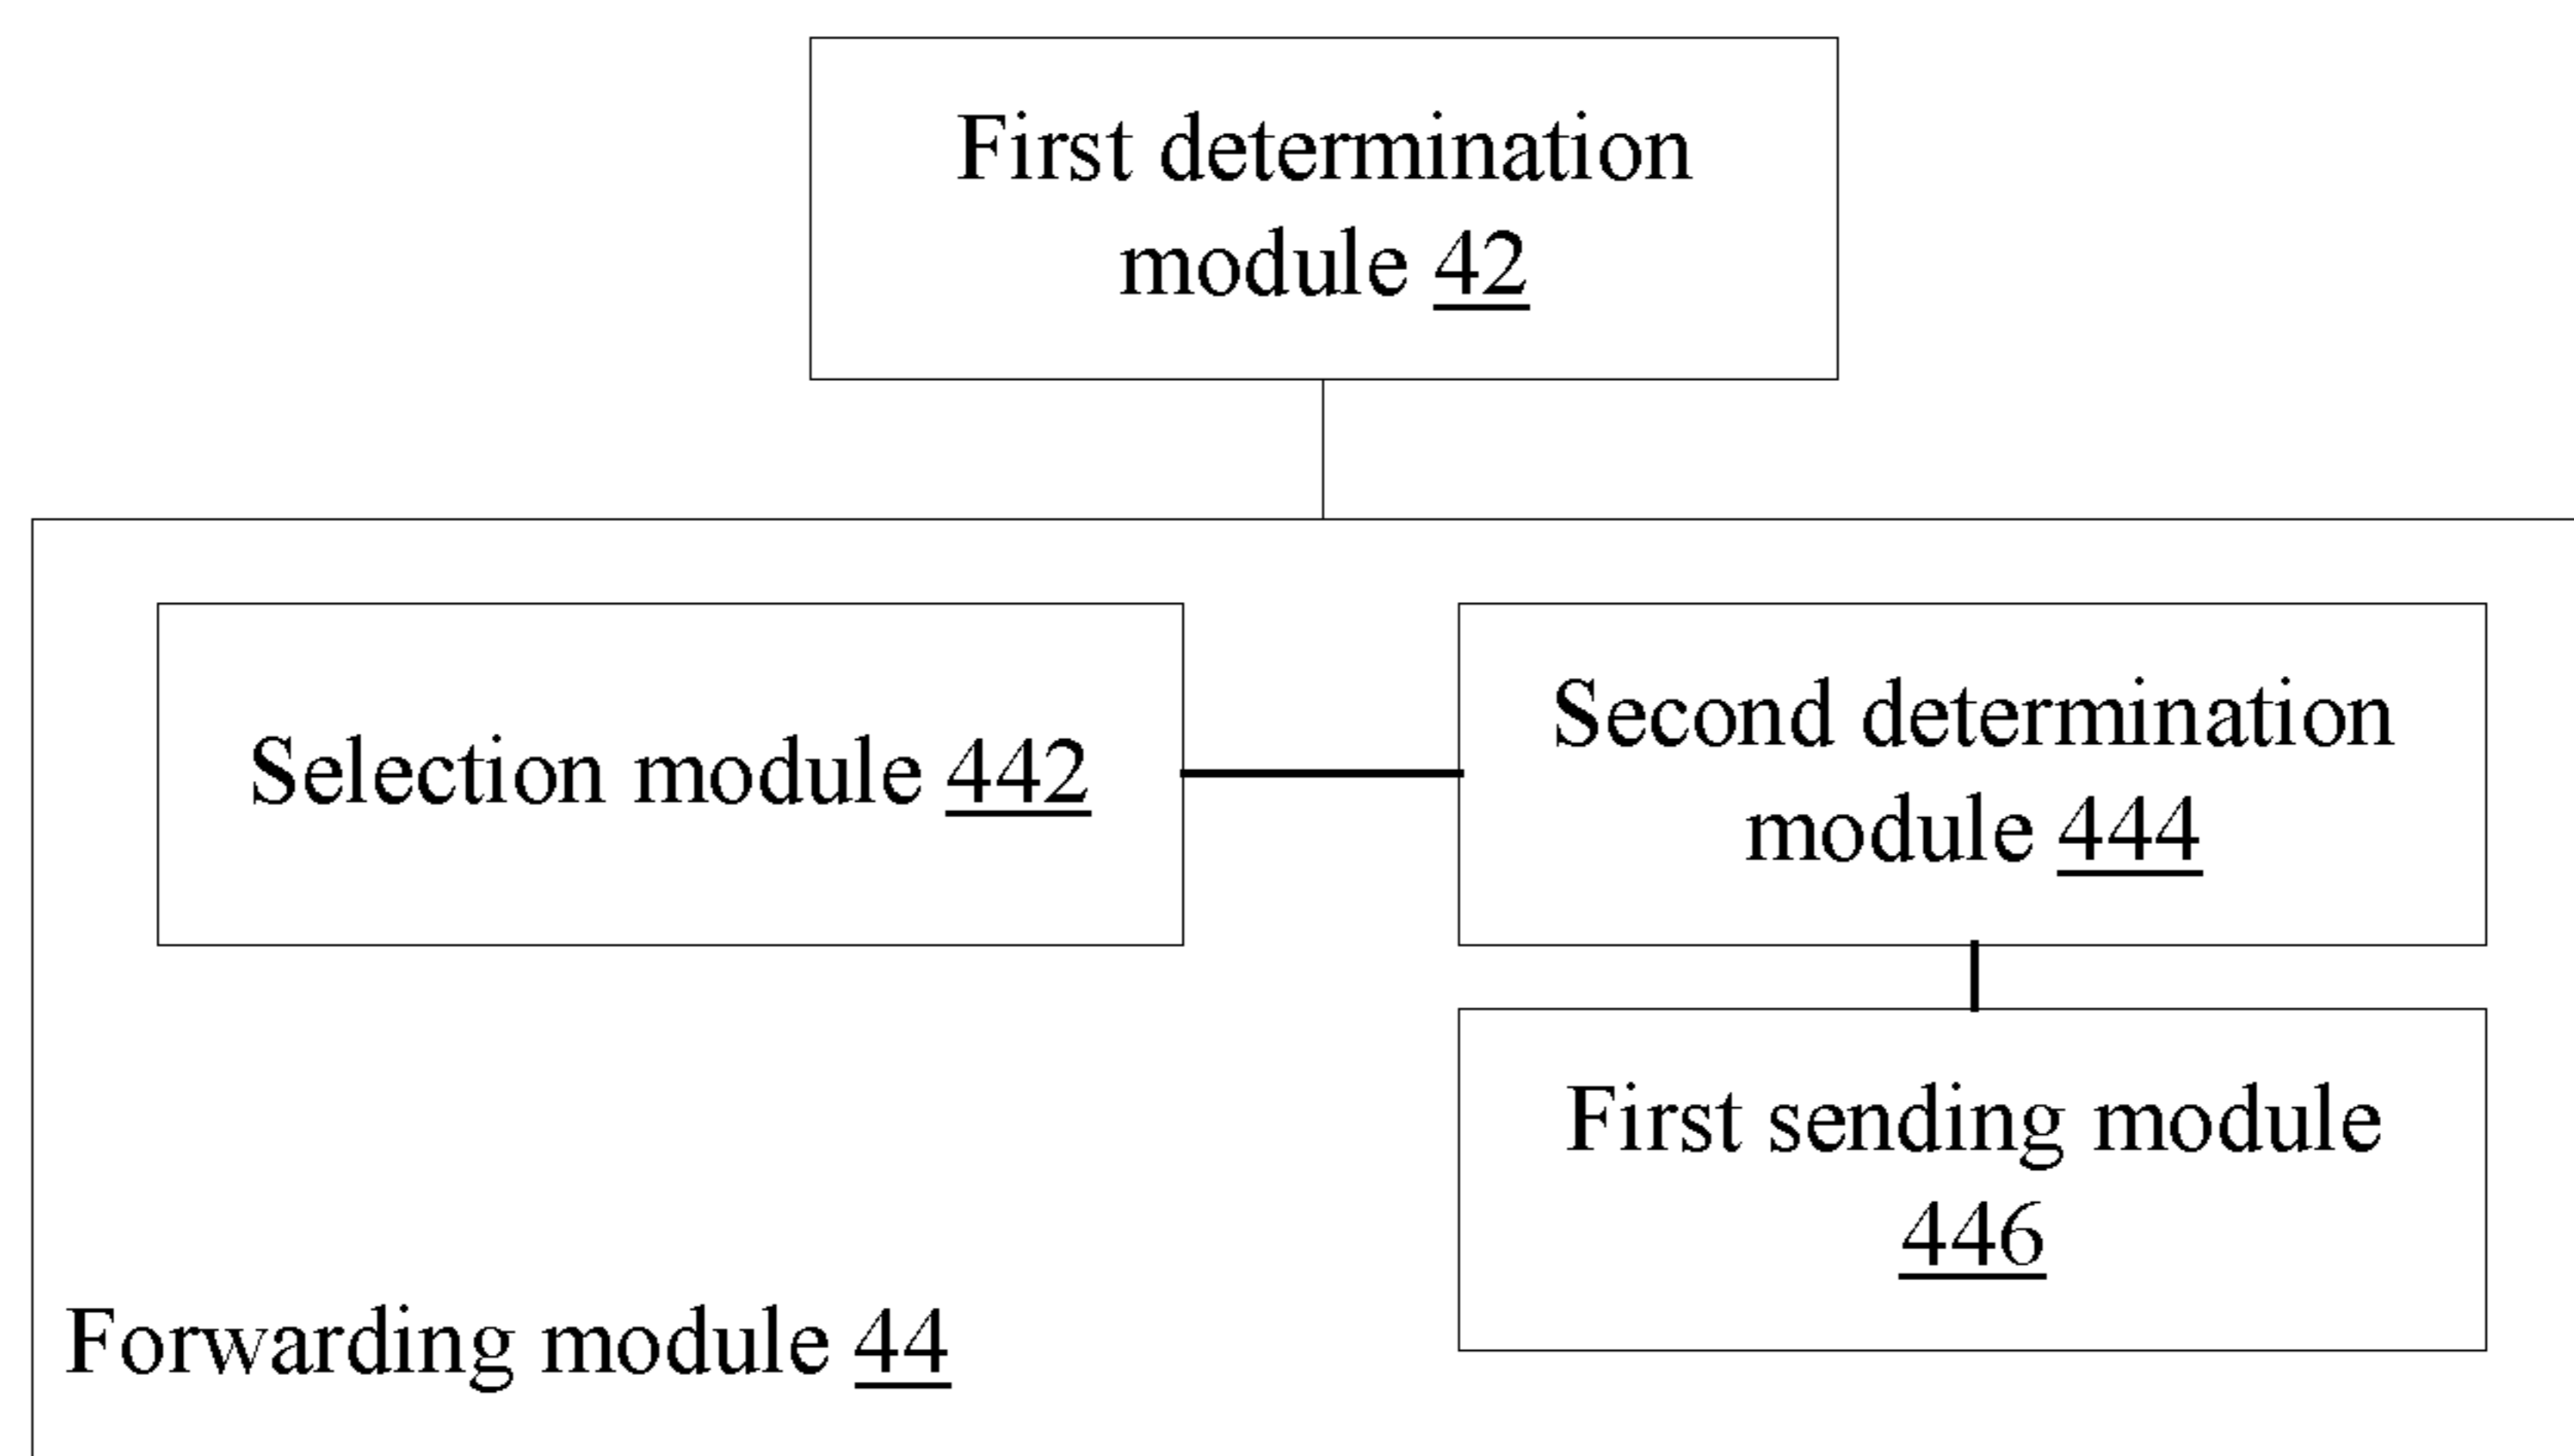 First determination
module 42
Selection module 442
Second determination
module 444
First sending module
446
Forwarding module 44